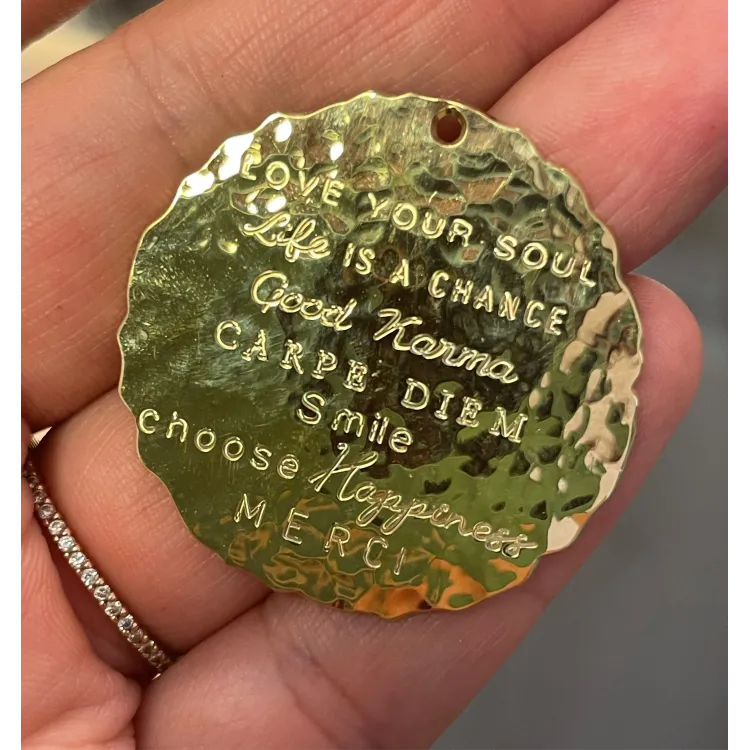 LOVE YOUR SOUL
Life IS A CHANCE
Good Karma
CARPE DIEM
Smile
choose Happiness
MERCI